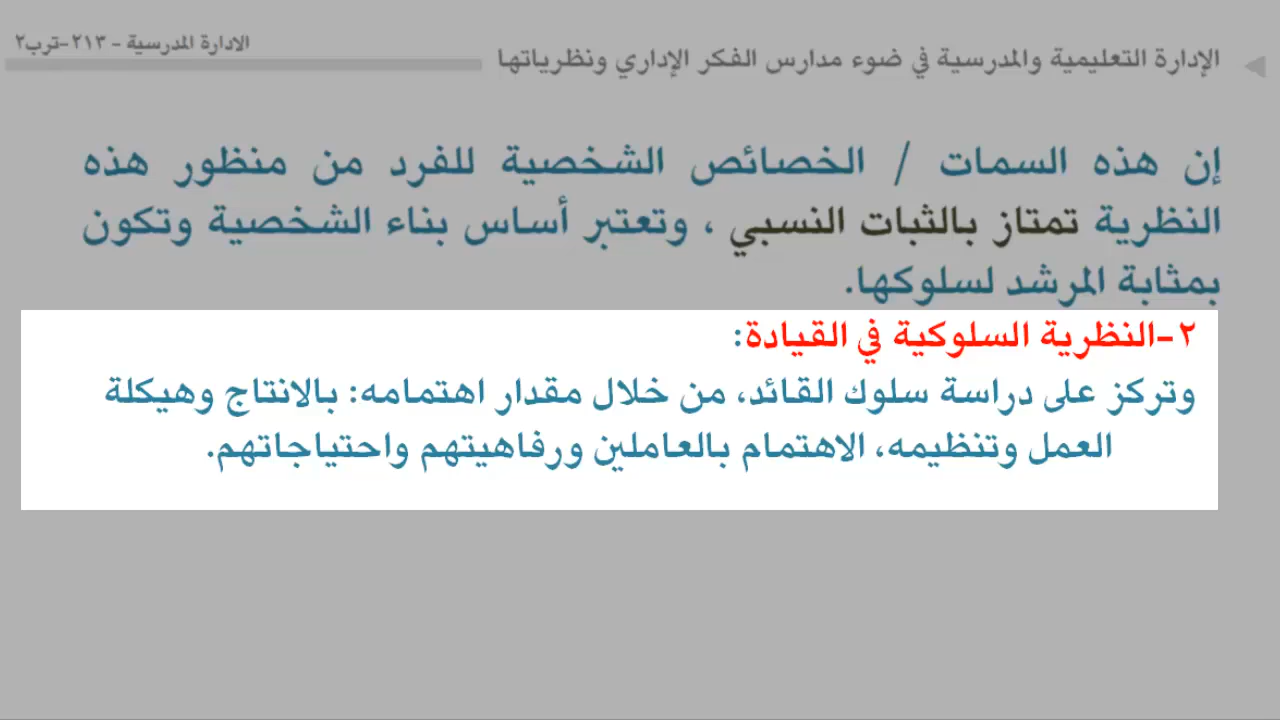 الادارة المدرسية - ٢١٣-ترب٢
الإدارة التعليمية والمدرسية في ضوء مدارس الفكر الإداري ونظرياتها
إن هذه السمات / الخصائص الشخصية للفرد من منظور هذه
النظرية تمتاز بالثبات النسبي ، وتعتبر أساس بناء الشخصية وتكون
بمثابة المرشد لسلوكها.
٢-النظرية السلوكية في القيادة:
وتركز على دراسة سلوك القائد، من خلال مقدار اهتمامه: بالانتاج وهيكلة
العمل وتنظيمه، الاهتمام بالعاملين ورفاهيتهم واحتياجاتهم.